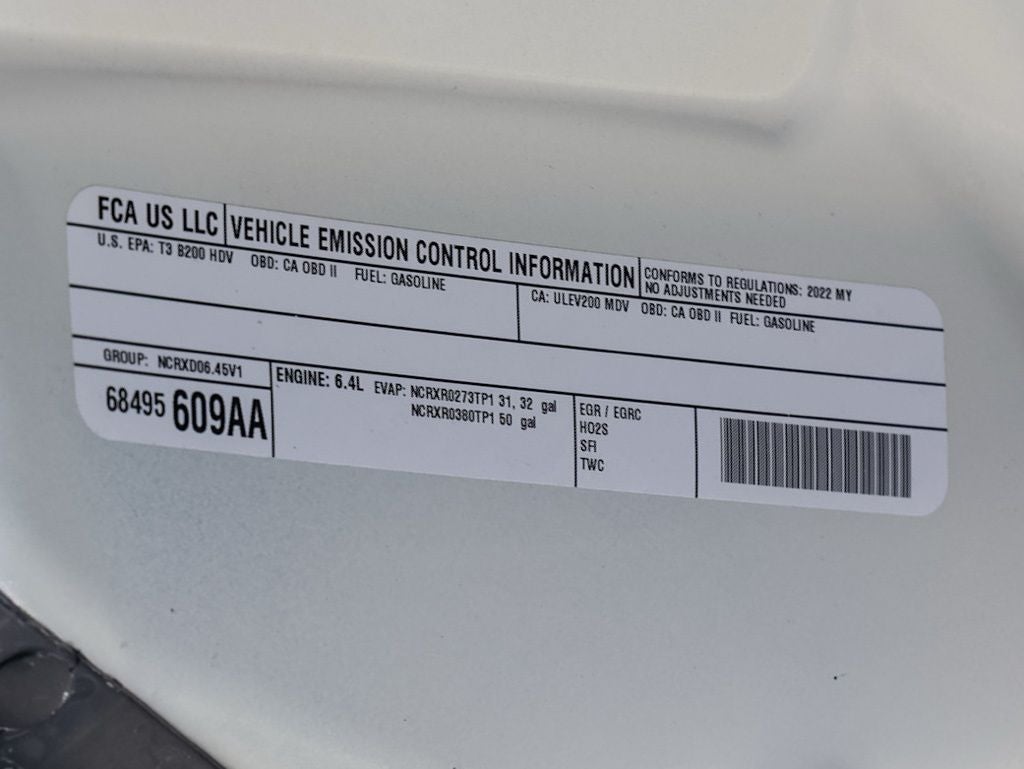 FCA US LLC VEHICLE EMISSION CONTROL INFORMATION
CONFORMS TO REGULATIONS: 2022 MY
NO ADJUSTMENTS NEEDED
U.S. EPA: T3 B200 HDV OBD: CA OBD II FUEL: GASOLINE
CA: ULEV200 MDV OBD: CA OBD II FUEL: GASOLINE
GROUP: NCRXD06.45V1
68495 609AA
ENGINE: 6.4L EVAP: NCRXR0273TP1 31, 32 gal
NCRXR0380TP1 50 gal
EGR / EGRC
HO2S
SFI
TWC